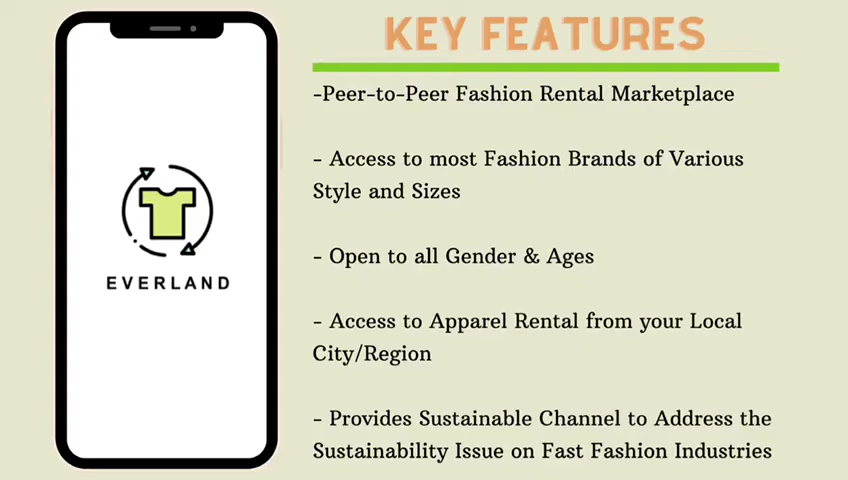 KEY FEATURES
-Peer-to-Peer Fashion Rental Marketplace
- Access to most Fashion Brands of Various
Style and Sizes
- Open to all Gender & Ages
- Access to Apparel Rental from your Local
City/Region
- Provides Sustainable Channel to Address the
Sustainability Issue on Fast Fashion Industries
EVERLAND